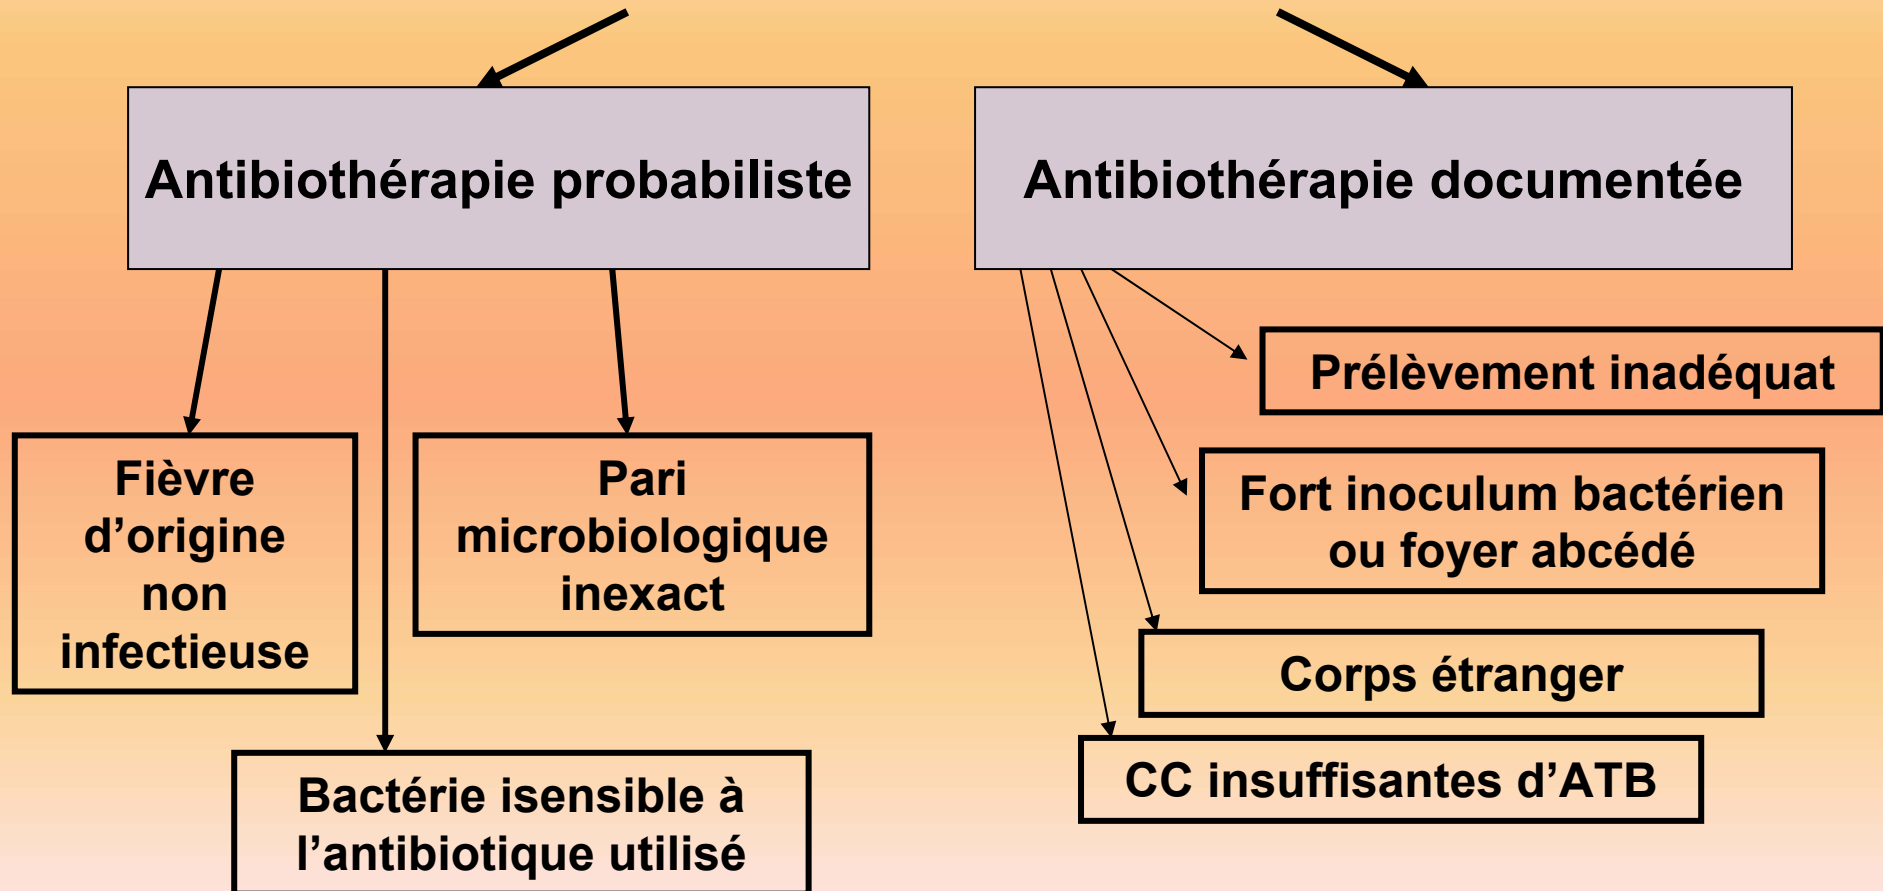 Antibiothérapie probabiliste
Antibiothérapie documentée
Fièvre
d’origine
non
infectieuse
Pari
microbiologique
inexact
Bactérie isensible à
l’antibiotique utilisé
Prélèvement inadéquat
Fort inoculum bactérien
ou foyer abcédé
Corps étranger
CC insuffisantes d’ATB